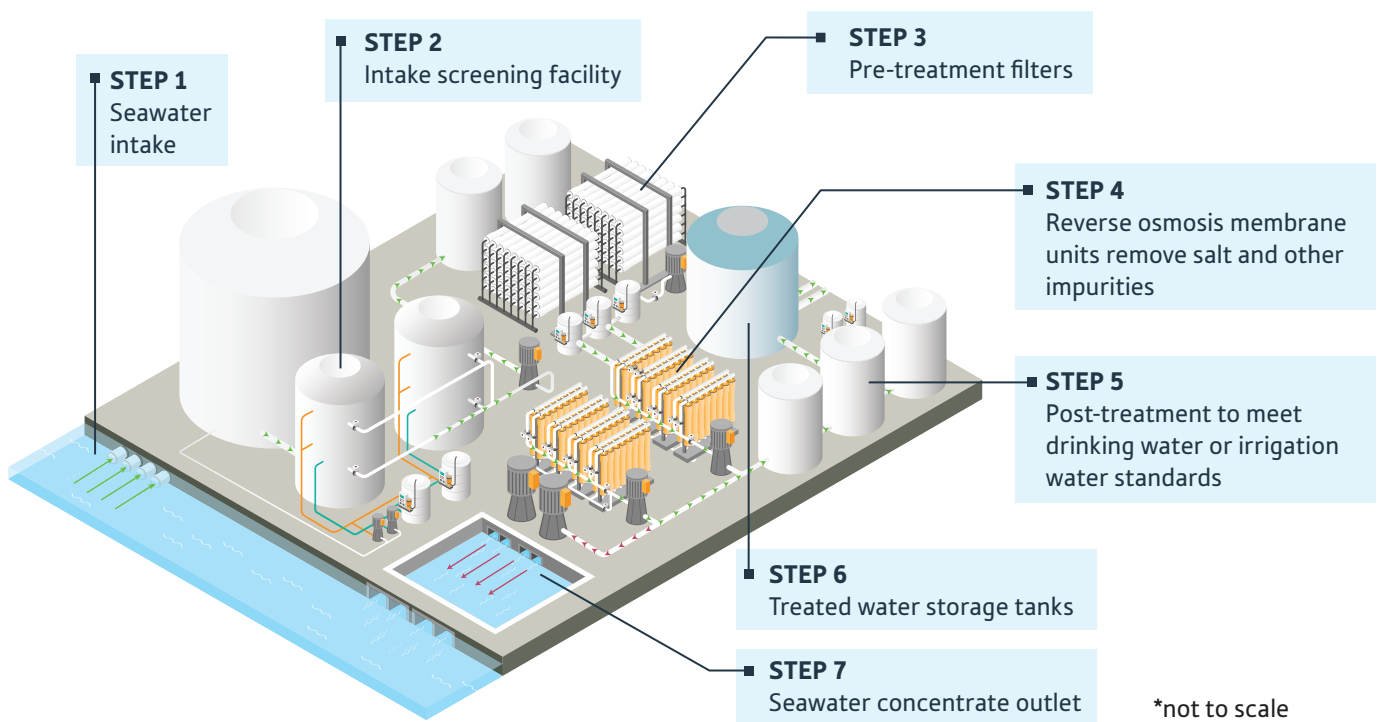 STEP 1
Seawater
intake
STEP 2
Intake screening facility
STEP 3
Pre-treatment filters
STEP 4
Reverse osmosis membrane
units remove salt and other
impurities
STEP 5
Post-treatment to meet
drinking water or irrigation
water standards
STEP 6
Treated water storage tanks
STEP 7
Seawater concentrate outlet
*not to scale